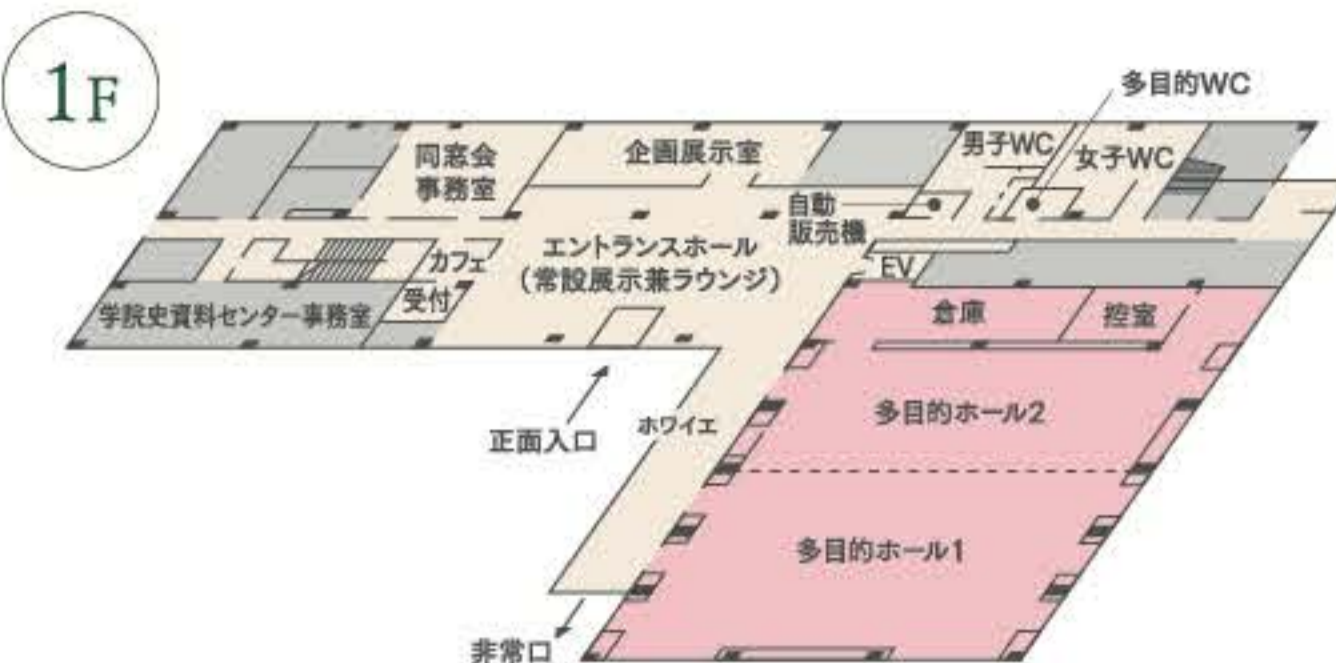 1F
多目的WC
同窓会
事務室
企画展示室
男子WC
女子WC
自動
販売機
エントランスホール
（常設展示兼ラウンジ）
カフェ
受付
EV
学院史資料センター事務室
倉庫
控室
多目的ホール2
正面入口
ホワイエ
多目的ホール1
非常口